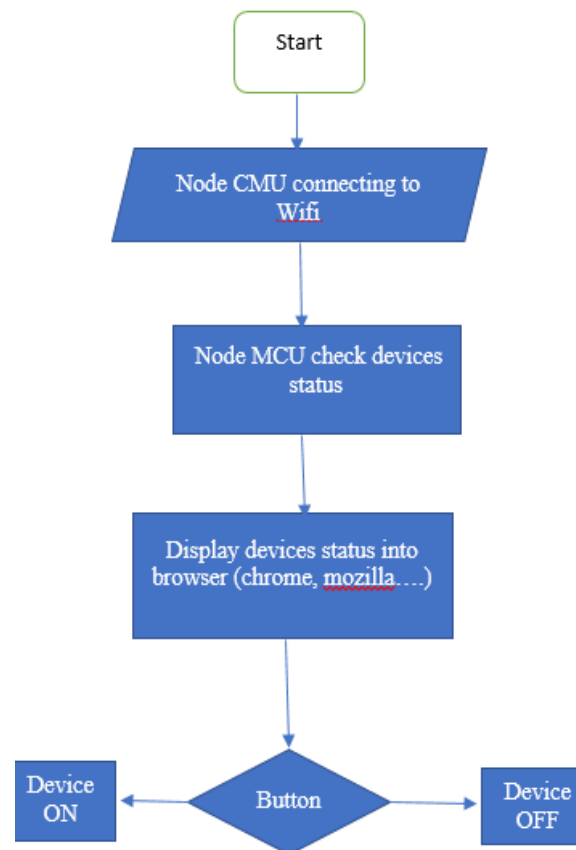 Start
Node CMU connecting to
Wifi
Node MCU check devices
status
Display devices status into
browser (chrome, mozilla….)
Device
ON
Button
Device
OFF